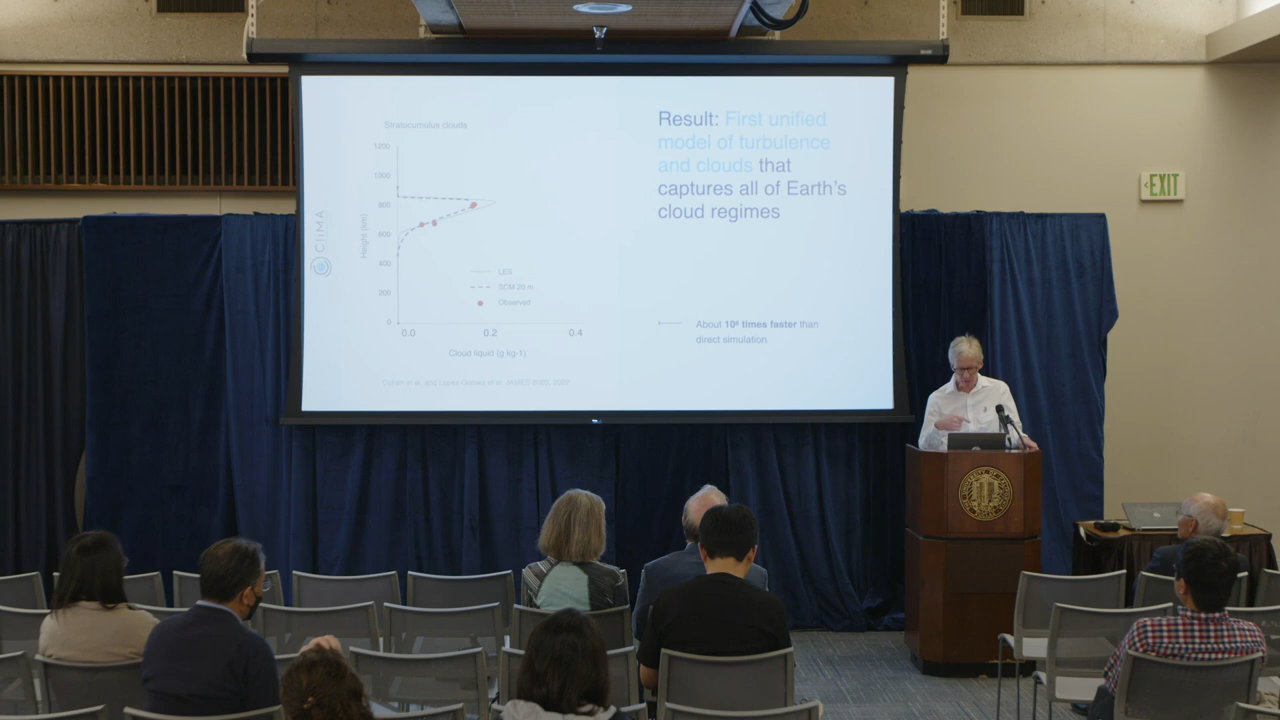 Stratocumulus clouds
1200
1000
800
600
400
200
0
Height (km)
0.0 0.2 0.4
Cloud liquid (g kg-1)
LES
SCM 20 m
Observed
CliMA
Result: First unified
model of turbulence
and clouds that
captures all of Earth's
cloud regimes
About 10⁶ times faster than
direct simulation
EXIT